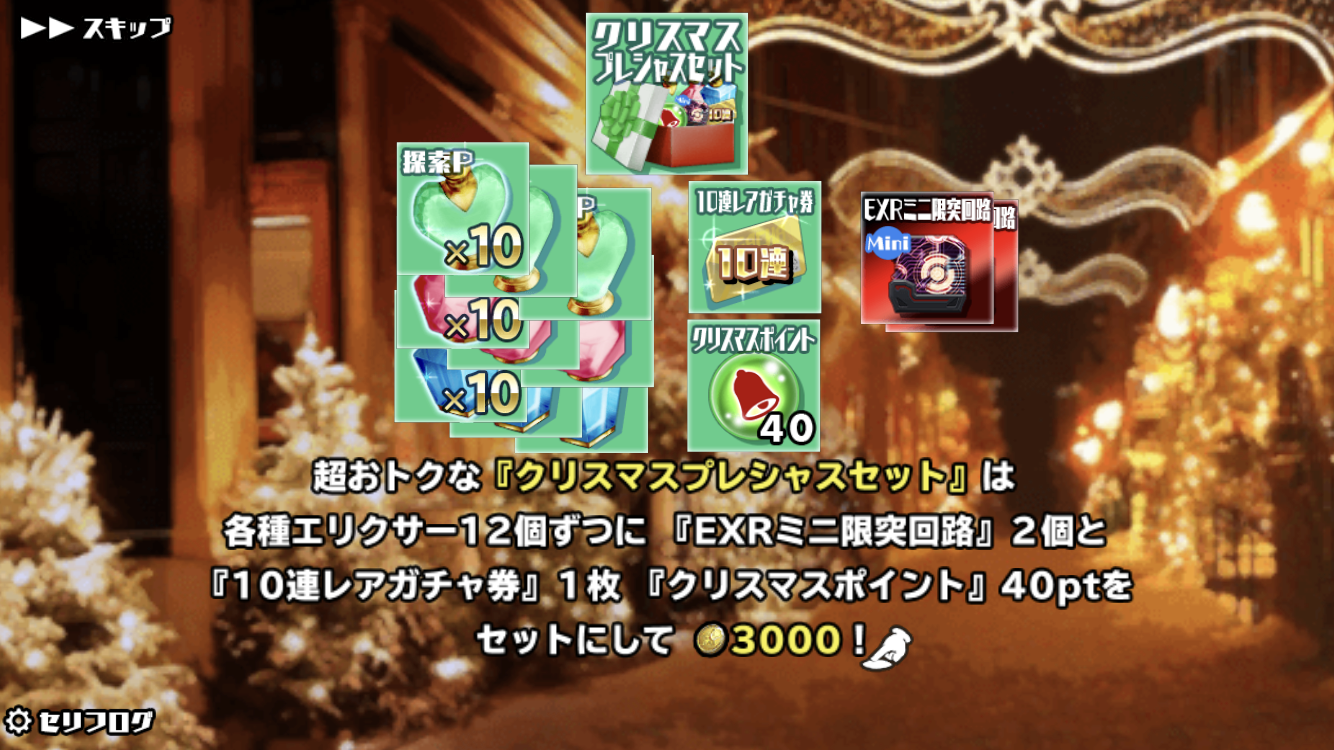 スキップ
クリスマス
プレシャスセット
探索P
×10
P
×10
×10
10連レアガチャ券
10連
クリスマスポイント
40
EXRミニ限突回路
回路
Mini
超おトクな『クリスマスプレシャスセット』は
各種エリクサー12個ずつに 『EXRミニ限突回路』2個と
『10連レアガチャ券』1枚 『クリスマスポイント』40ptを
セットにして 3000!
セリフログ